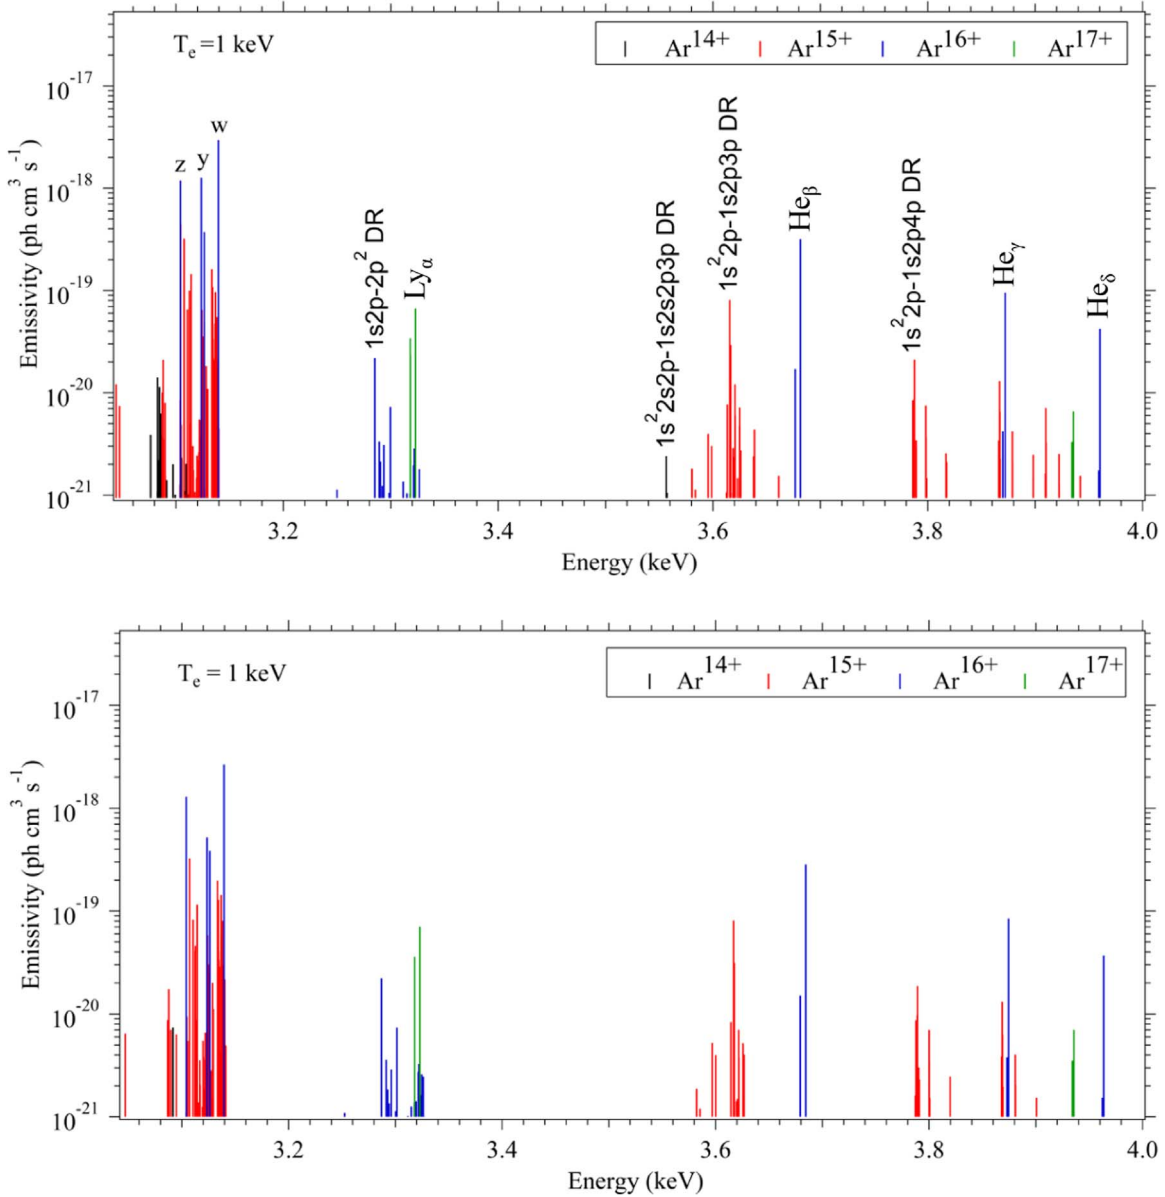 T_e =1 keV
Ar^14+ Ar^15+ Ar^16+ Ar^17+
Emissivity (ph cm^3 s^-1)
10^-17
10^-18
10^-19
10^-20
10^-21
z y w
1s2p-2p^2 DR
Ly_α
1s^2 2s2p-1s2s2p3p DR
1s^2 2p-1s2p3p DR
He_β
1s^2 2p-1s2p4p DR
He_γ
He_δ
3.2 3.4 3.6 3.8 4.0
Energy (keV)
T_e = 1 keV
Ar^14+ Ar^15+ Ar^16+ Ar^17+
Emissivity (ph cm^3 s^-1)
10^-17
10^-18
10^-19
10^-20
10^-21
3.2 3.4 3.6 3.8 4.0
Energy (keV)